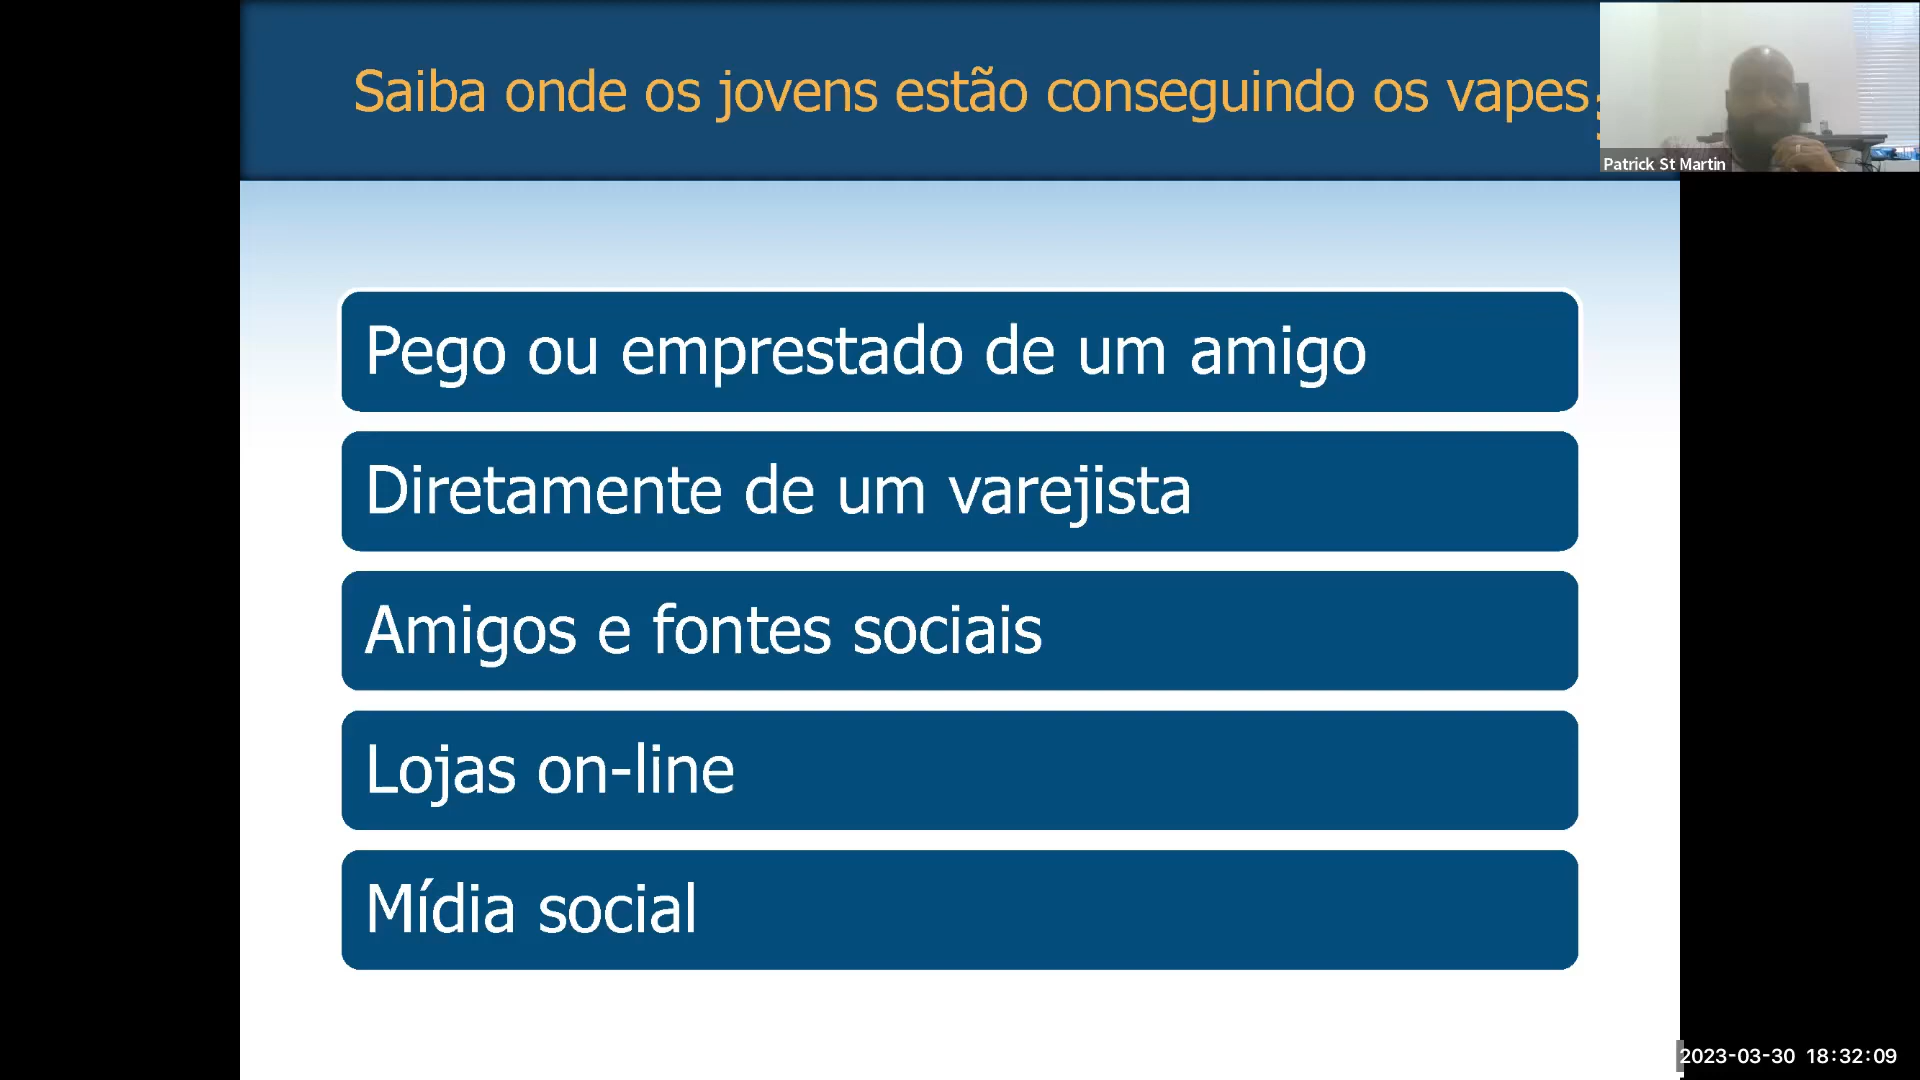 Saiba onde os jovens estão conseguindo os vapes
Patrick St Martin
Pego ou emprestado de um amigo
Diretamente de um varejista
Amigos e fontes sociais
Lojas on-line
Mídia social
2023-03-30 18:32:09